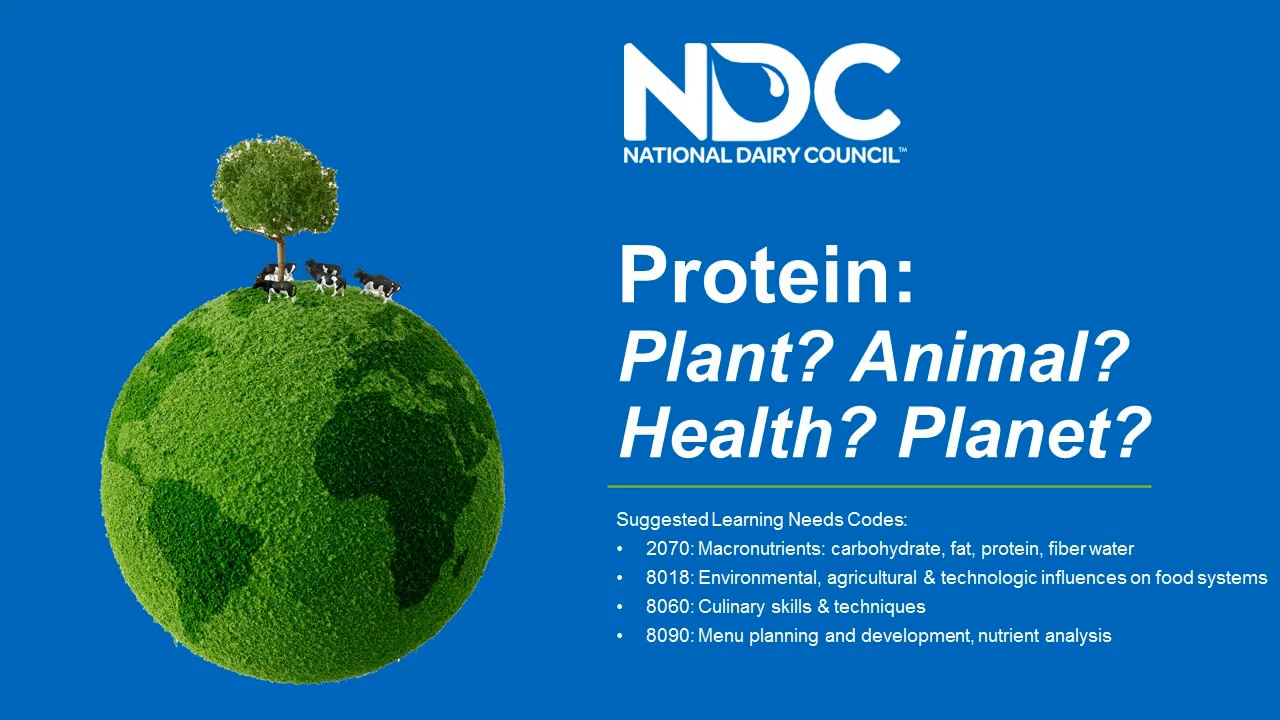 NDC
NATIONAL DAIRY COUNCIL™
Protein:
Plant? Animal?
Health? Planet?
Suggested Learning Needs Codes:
• 2070: Macronutrients: carbohydrate, fat, protein, fiber water
• 8018: Environmental, agricultural & technologic influences on food systems
• 8060: Culinary skills & techniques
• 8090: Menu planning and development, nutrient analysis